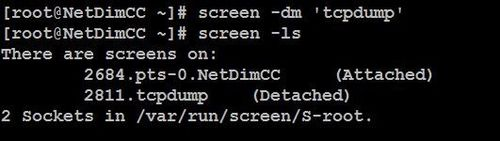 [root@NetDimCC ~]# screen -dm 'tcpdump'
[root@NetDimCC ~]# screen -ls
There are screens on:
        2684.pts-0.NetDimCC     (Attached)
        2811.tcpdump    (Detached)
2 Sockets in /var/run/screen/S-root.